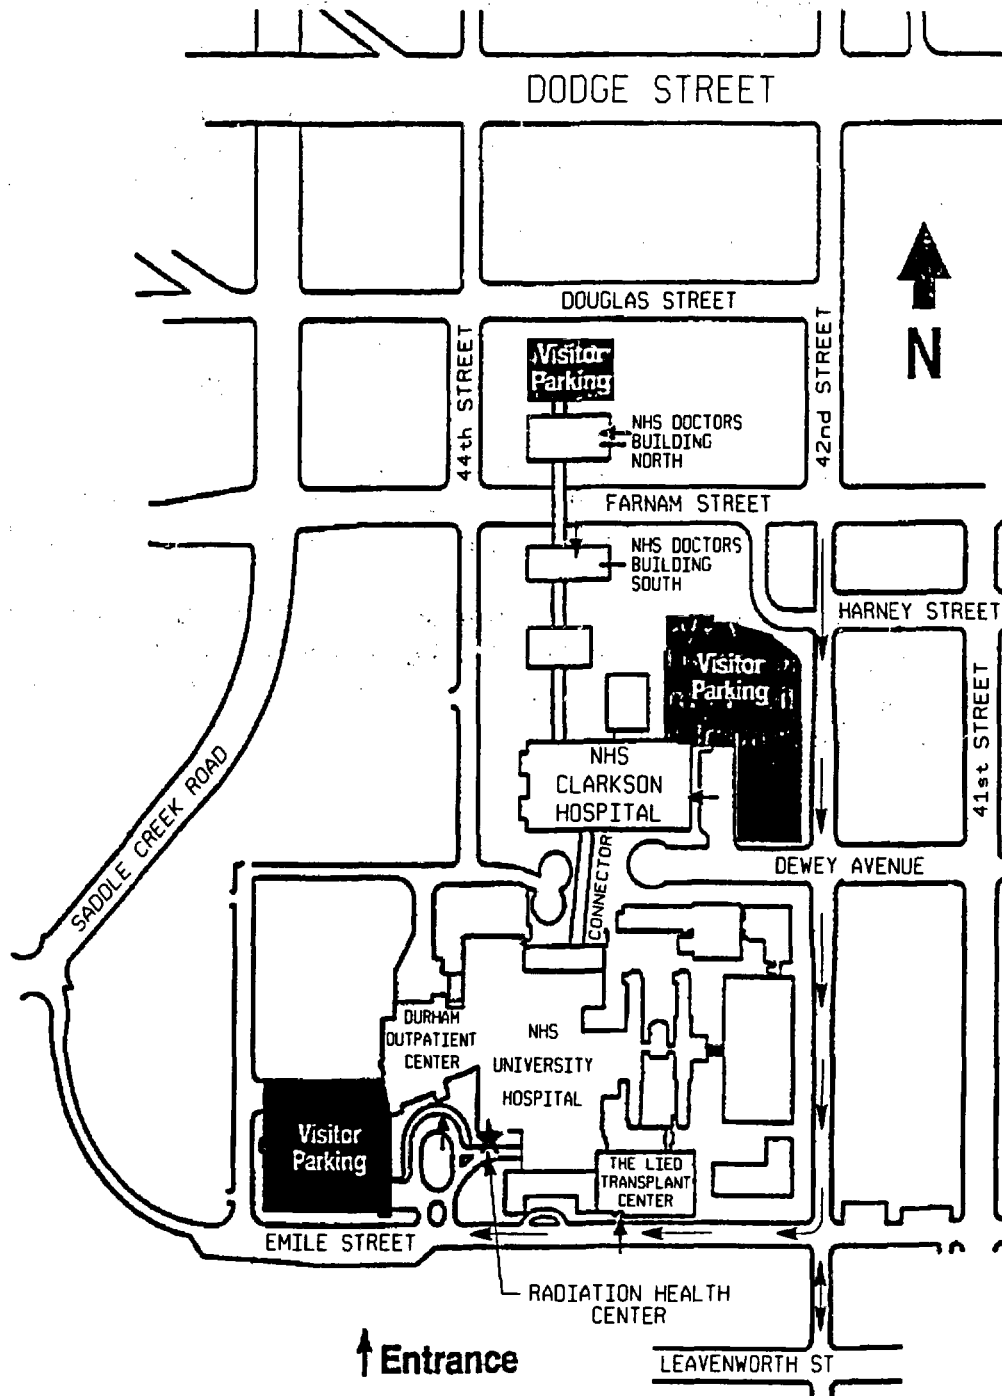 DODGE STREET
DOUGLAS STREET
N
44th STREET
42nd STREET
Visitor
Parking
NHS DOCTORS
BUILDING
NORTH
FARNAM STREET
NHS DOCTORS
BUILDING
SOUTH
HARNEY STREET
Visitor
Parking
41st STREET
NHS
CLARKSON
HOSPITAL
SADDLE CREEK ROAD
CONNECTOR
DEWEY AVENUE
DURHAM
OUTPATIENT
CENTER
NHS
UNIVERSITY
HOSPITAL
Visitor
Parking
THE LIED
TRANSPLANT
CENTER
EMILE STREET
RADIATION HEALTH
CENTER
Entrance
LEAVENWORTH ST